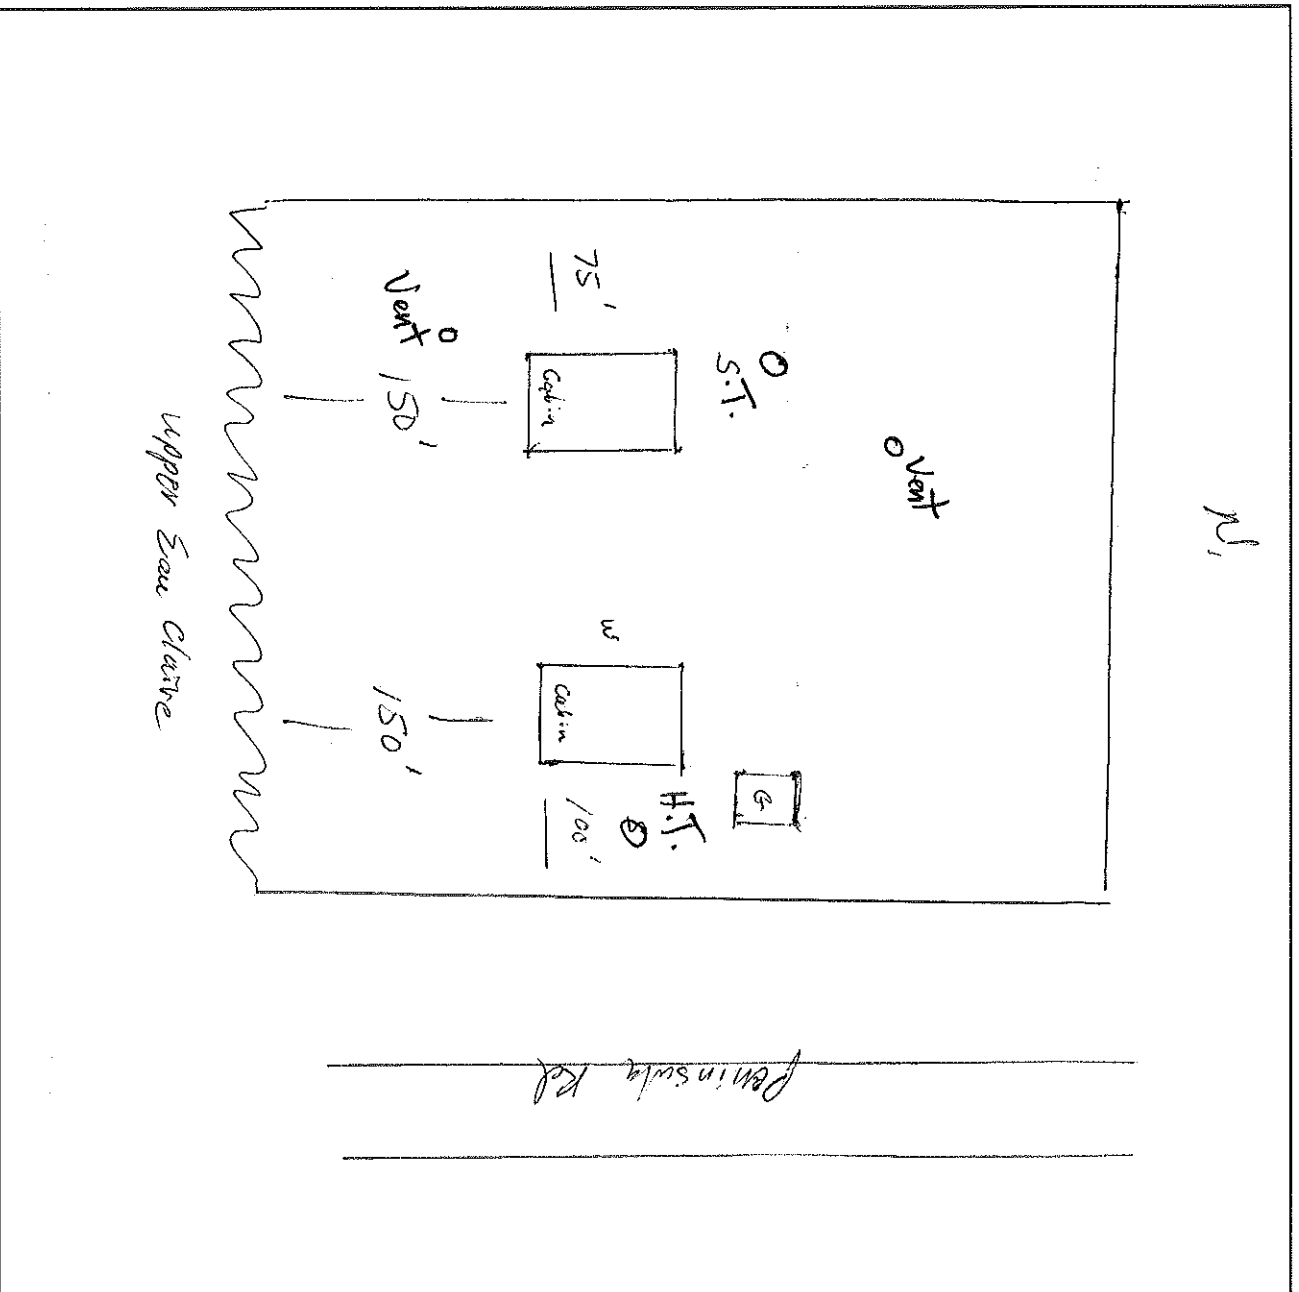 N,
Vent
S.T.
75'
Cabin
Vent
150'
G
H.T.
W
Cabin
100'
150'
Upper Eau Claire
Peninsula Rd